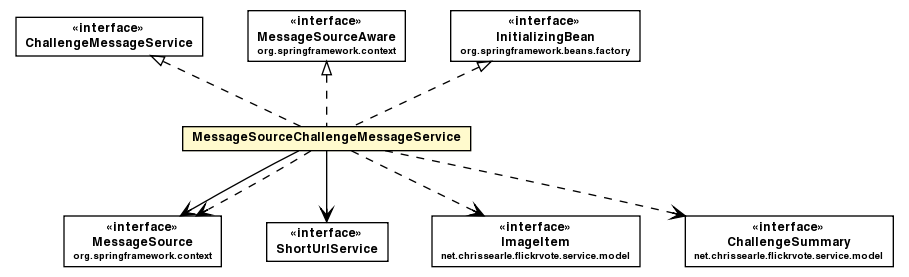 «interface»
ChallengeMessageService
«interface»
MessageSourceAware
org.springframework.context
«interface»
InitializingBean
org.springframework.beans.factory
MessageSourceChallengeMessageService
«interface»
MessageSource
org.springframework.context
«interface»
ShortUrlService
«interface»
ImageItem
net.chrissearle.flickrvote.service.model
«interface»
ChallengeSummary
net.chrissearle.flickrvote.service.model